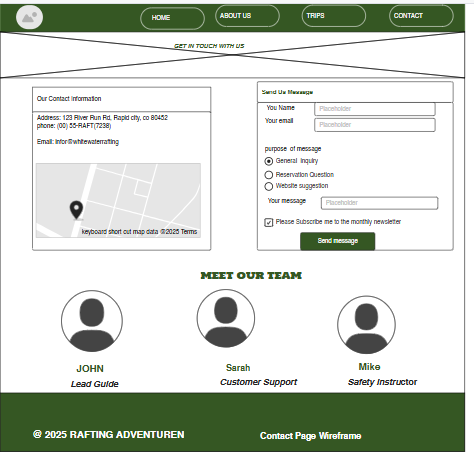 HOME
ABOUT US
TRIPS
CONTACT
GET IN TOUCH WITH US
Our Contact Information
Address: 123 River Run Rd, Rapid city, co 80452
phone: (00) 55-RAFT(7238)
Email: infor@whitewaterrafting
keyboard short cut map data ©2025 Terms
Send Us Message
You Name
Placeholder
Your email
Placeholder
purpose of message
General Inquiry
Reservation Question
Website suggestion
Your message
Placeholder
Please Subscribe me to the monthly newsletter
Send message
MEET OUR TEAM
JOHN
Lead Guide
Sarah
Customer Support
Mike
Safety Instructor
@ 2025 RAFTING ADVENTUREN
Contact Page Wireframe